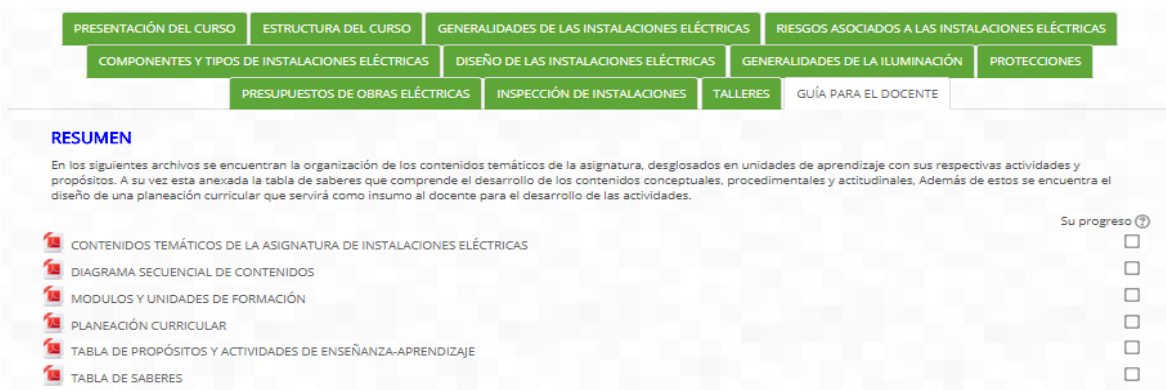 PRESENTACIÓN DEL CURSO ESTRUCTURA DEL CURSO GENERALIDADES DE LAS INSTALACIONES ELÉCTRICAS RIESGOS ASOCIADOS A LAS INSTALACIONES ELÉCTRICAS
COMPONENTES Y TIPOS DE INSTALACIONES ELÉCTRICAS DISEÑO DE LAS INSTALACIONES ELÉCTRICAS GENERALIDADES DE LA ILUMINACIÓN PROTECCIONES
PRESUPUESTOS DE OBRAS ELÉCTRICAS INSPECCIÓN DE INSTALACIONES TALLERES GUÍA PARA EL DOCENTE
RESUMEN
En los siguientes archivos se encuentran la organización de los contenidos temáticos de la asignatura, desglosados en unidades de aprendizaje con sus respectivas actividades y
propósitos. A su vez esta anexada la tabla de saberes que comprende el desarrollo de los contenidos conceptuales, procedimentales y actitudinales, Además de estos se encuentra el
diseño de una planeación curricular que servirá como insumo al docente para el desarrollo de las actividades.
Su progreso
CONTENIDOS TEMÁTICOS DE LA ASIGNATURA DE INSTALACIONES ELÉCTRICAS
DIAGRAMA SECUENCIAL DE CONTENIDOS
MODULOS Y UNIDADES DE FORMACIÓN
PLANEACIÓN CURRICULAR
TABLA DE PROPÓSITOS Y ACTIVIDADES DE ENSEÑANZA-APRENDIZAJE
TABLA DE SABERES